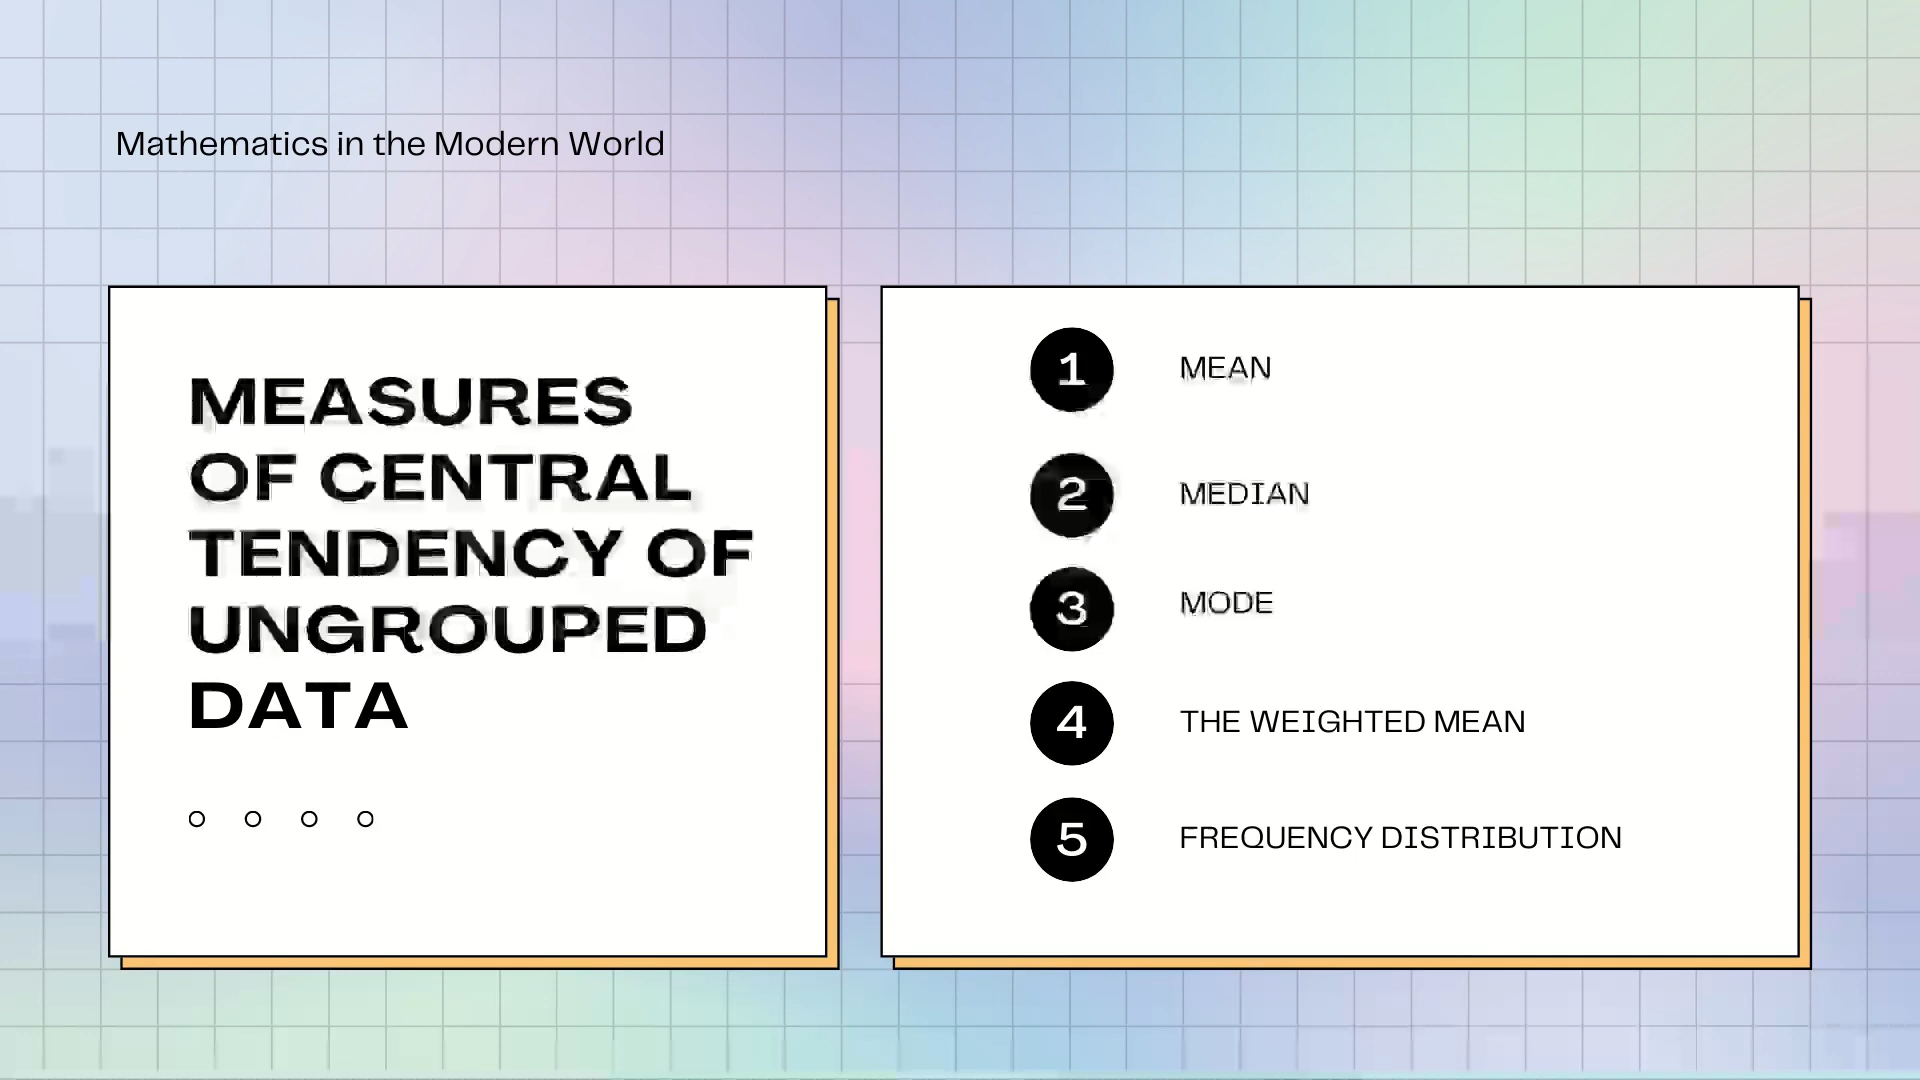 Mathematics in the Modern World
MEASURES
OF CENTRAL
TENDENCY OF
UNGROUPED
DATA
1 MEAN
2 MEDIAN
3 MODE
4 THE WEIGHTED MEAN
5 FREQUENCY DISTRIBUTION